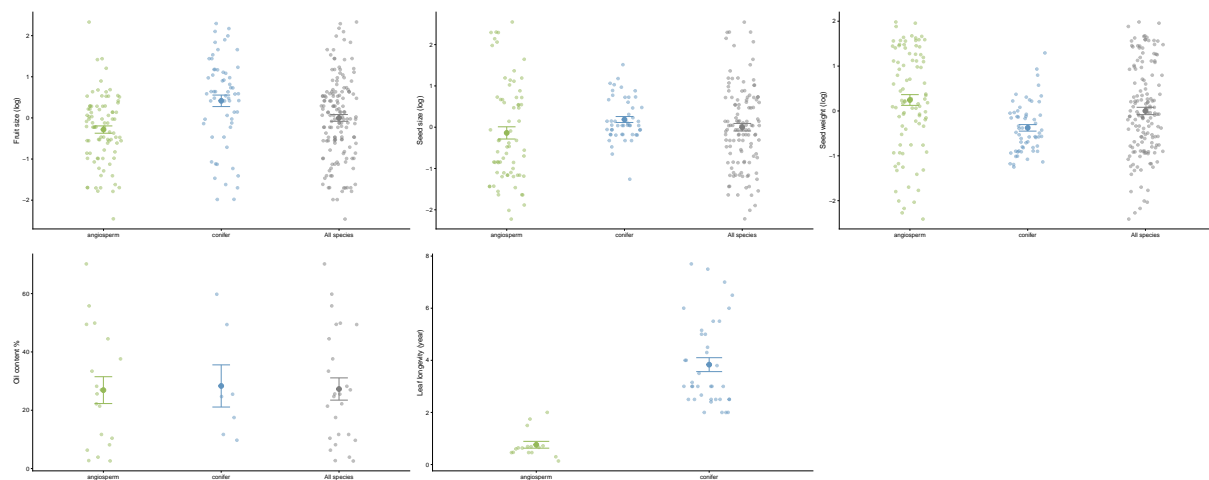 Fruit size (log)
2
1
0
−1
−2
angiosperm
conifer
All species
Seed size (log)
2
1
0
−1
−2
angiosperm
conifer
All species
Seed weight (log)
2
1
0
−1
−2
angiosperm
conifer
All species
Oil content %
60
40
20
0
angiosperm
conifer
All species
Leaf longevity (year)
8
6
4
2
0
angiosperm
conifer